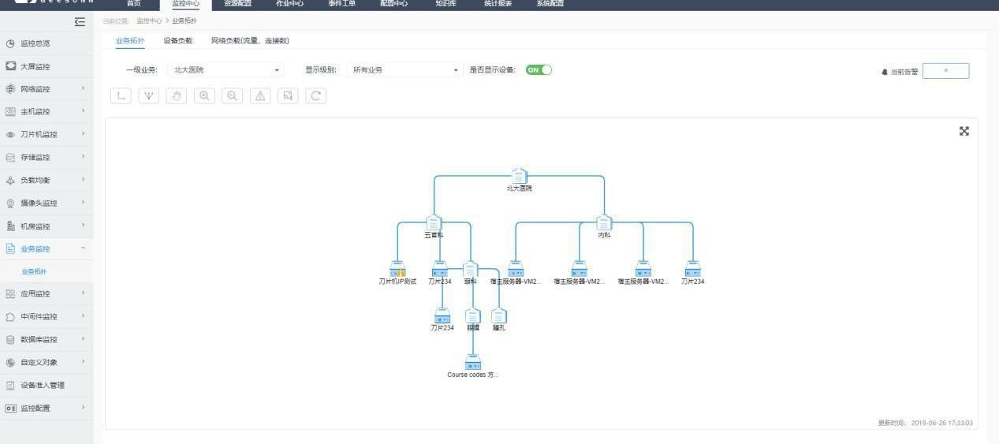 GEESUNN
首页 监控中心 资源配置 作业中心 事件工单 配置中心 知识库 统计报表 系统配置
当前位置: 监控中心 > 业务拓扑
监控总览
大屏监控
网络监控
主机监控
刀片机监控
存储监控
负载均衡
摄像头监控
机房监控
业务监控
业务拓扑
应用监控
中间件监控
数据库监控
自定义对象
设备准入管理
监控配置
业务拓扑 设备负载 网络负载(流量，连接数)
一级业务: 北大医院 显示级别: 所有业务 是否显示设备: ON 当前告警 «
北大医院
五官科 内科
刀片机IP测试 刀片234 眼科 宿主服务器-VM2... 宿主服务器-VM2... 宿主服务器-VM2... 刀片234
刀片234 眼膜 瞳孔
Course codes 方...
更新时间: 2019-06-26 17:33:03